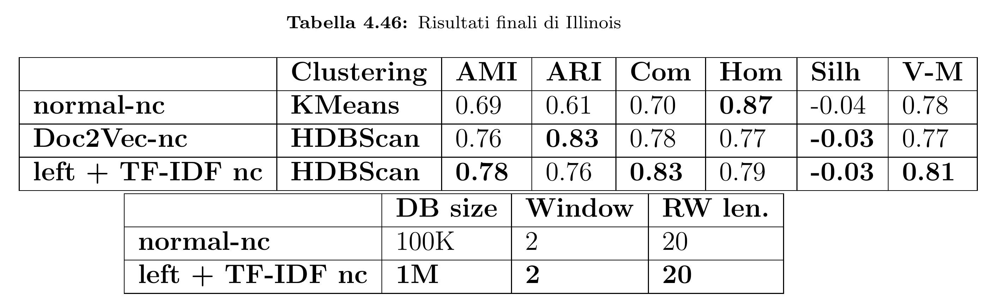 Tabella 4.46: Risultati finali di Illinois
Clustering AMI ARI Com Hom Silh V-M
normal-nc KMeans 0.69 0.61 0.70 0.87 -0.04 0.78
Doc2Vec-nc HDBScan 0.76 0.83 0.78 0.77 -0.03 0.77
left + TF-IDF nc HDBScan 0.78 0.76 0.83 0.79 -0.03 0.81
DB size Window RW len.
normal-nc 100K 2 20
left + TF-IDF nc 1M 2 20